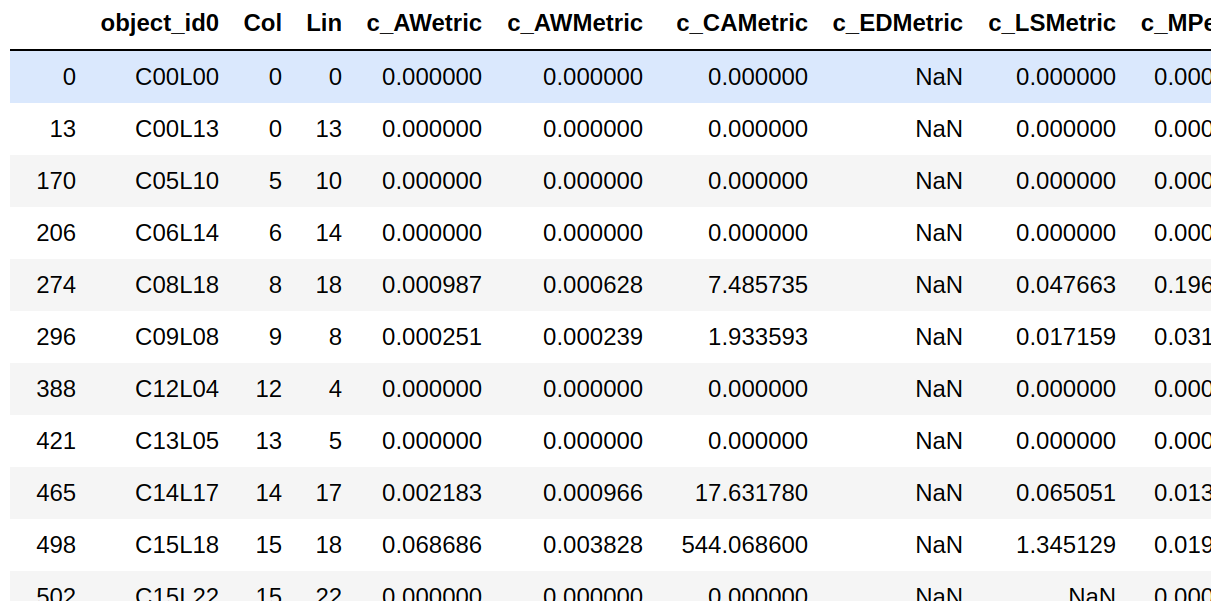 object_id0 Col Lin c_AWetric c_AWMetric c_CAMetric c_EDMetric c_LSMetric c_MPe
0 C00L00 0 0 0.000000 0.000000 0.000000 NaN 0.000000 0.000
13 C00L13 0 13 0.000000 0.000000 0.000000 NaN 0.000000 0.000
170 C05L10 5 10 0.000000 0.000000 0.000000 NaN 0.000000 0.000
206 C06L14 6 14 0.000000 0.000000 0.000000 NaN 0.000000 0.000
274 C08L18 8 18 0.000987 0.000628 7.485735 NaN 0.047663 0.196
296 C09L08 9 8 0.000251 0.000239 1.933593 NaN 0.017159 0.031
388 C12L04 12 4 0.000000 0.000000 0.000000 NaN 0.000000 0.000
421 C13L05 13 5 0.000000 0.000000 0.000000 NaN 0.000000 0.000
465 C14L17 14 17 0.002183 0.000966 17.631780 NaN 0.065051 0.013
498 C15L18 15 18 0.068686 0.003828 544.068600 NaN 1.345129 0.019
502 C15L22 15 22 0.000000 0.000000 0.000000 NaN NaN 0.000